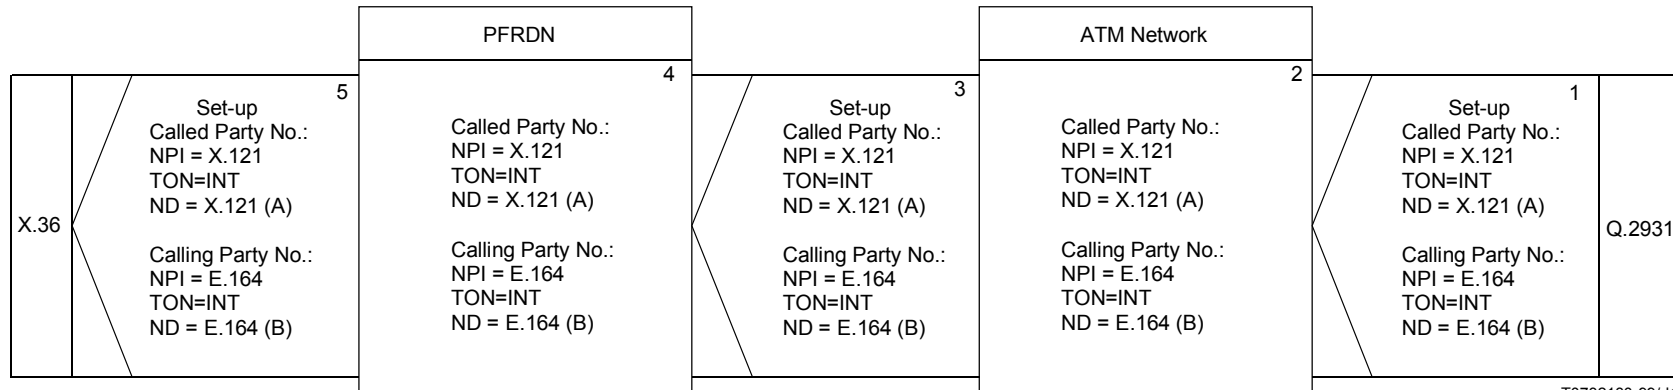 PFRDN
ATM Network
X.36
5
Set-up
Called Party No.:
NPI = X.121
TON=INT
ND = X.121 (A)
Calling Party No.:
NPI = E.164
TON=INT
ND = E.164 (B)
4
Called Party No.:
NPI = X.121
TON=INT
ND = X.121 (A)
Calling Party No.:
NPI = E.164
TON=INT
ND = E.164 (B)
3
Set-up
Called Party No.:
NPI = X.121
TON=INT
ND = X.121 (A)
Calling Party No.:
NPI = E.164
TON=INT
ND = E.164 (B)
2
Called Party No.:
NPI = X.121
TON=INT
ND = X.121 (A)
Calling Party No.:
NPI = E.164
TON=INT
ND = E.164 (B)
1
Set-up
Called Party No.:
NPI = X.121
TON=INT
ND = X.121 (A)
Calling Party No.:
NPI = E.164
TON=INT
ND = E.164 (B)
Q.2931